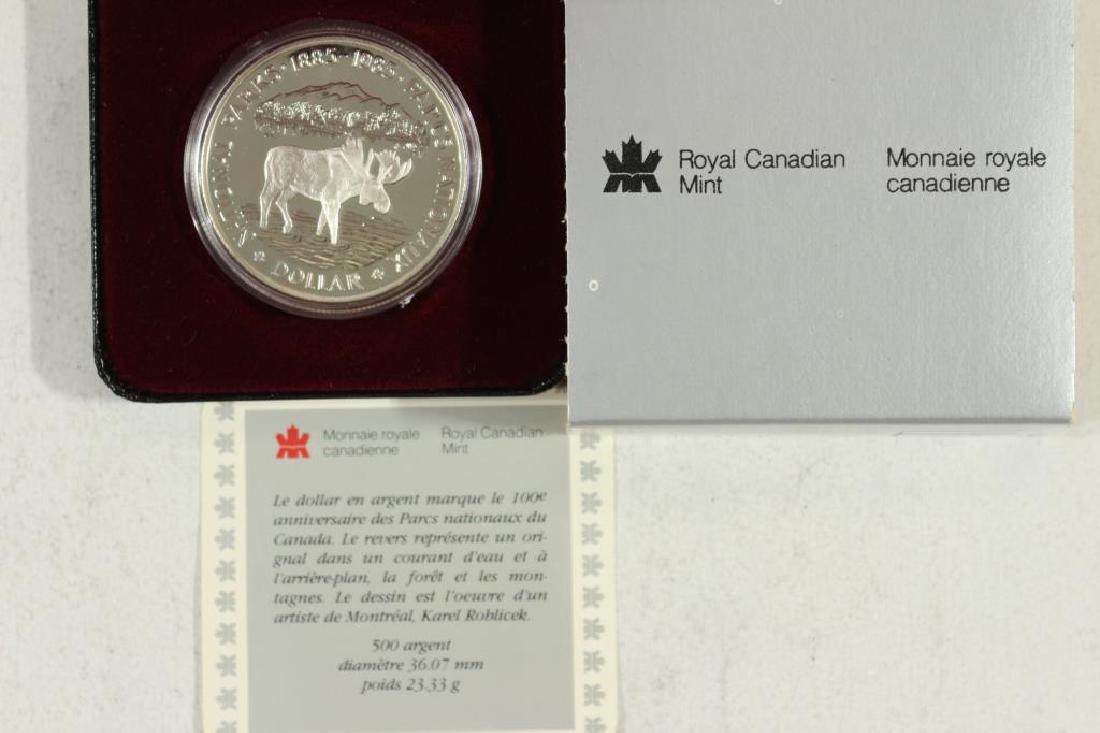 NATIONAL PARKS · 1885-1985 · PARCS NATIONAUX
DOLLAR
Royal Canadian
Mint
Monnaie royale
canadienne
Monnaie royale
canadienne
Royal Canadian
Mint
Le dollar en argent marque le 100e
anniversaire des Parcs nationaux du
Canada. Le revers représente un ori-
gnal dans un courant d'eau et à
l'arrière-plan, la forêt et les mon-
tagnes. Le dessin est l'oeuvre d'un
artiste de Montréal, Karel Rohlicek.
500 argent
diamètre 36.07 mm
poids 23.33 g